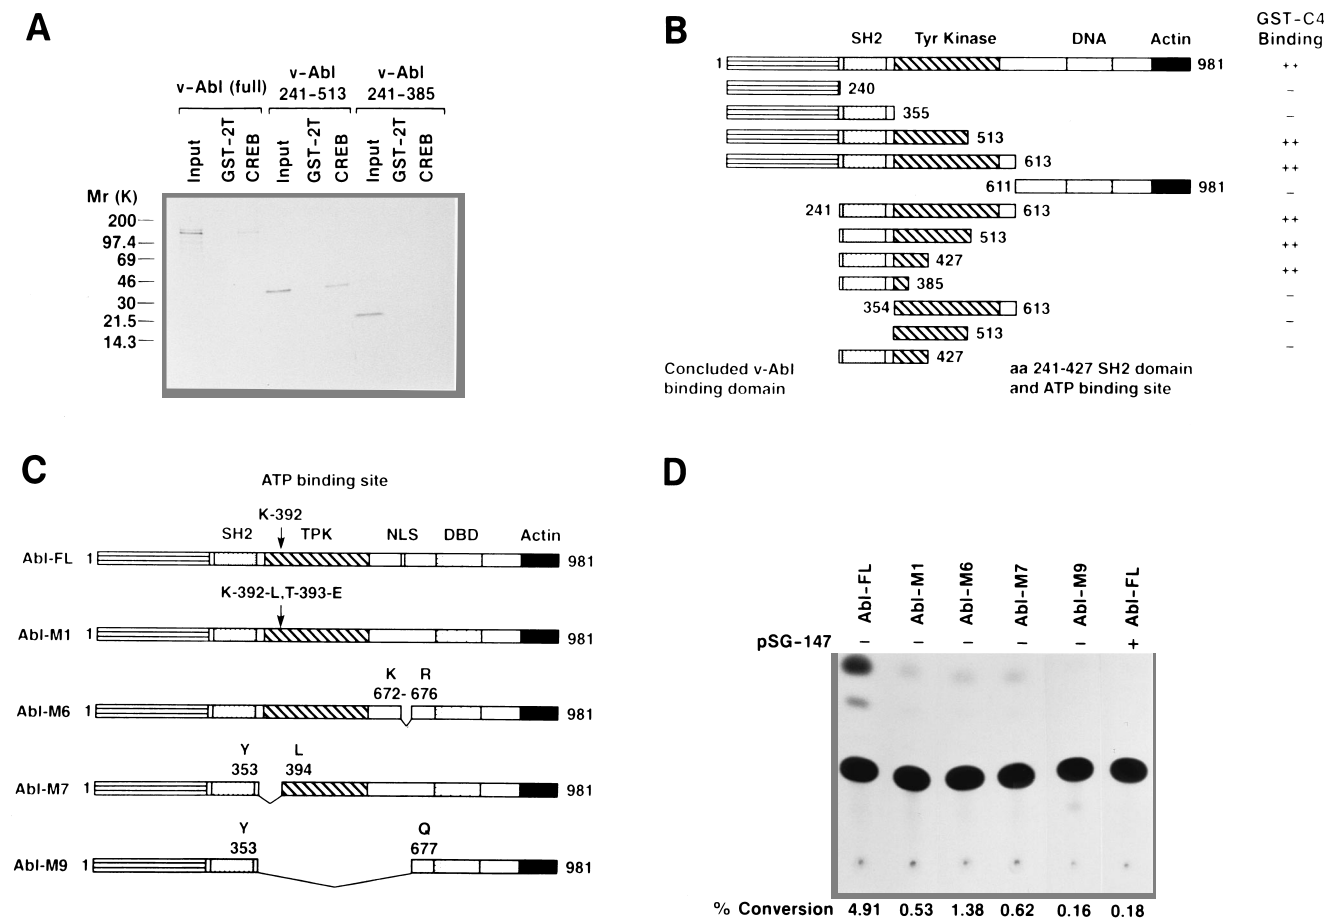 A
v-Abl (full)
v-Abl
241-513
v-Abl
241-385
Input
GST-2T
CREB
Input
GST-2T
CREB
Input
GST-2T
CREB
Mr (K)
200
97.4
69
46
30
21.5
14.3
B
GST-C4
Binding
SH2
Tyr Kinase
DNA
Actin
1
981
++
240
-
355
-
513
++
613
++
611
981
-
241
613
++
513
++
427
++
385
-
354
613
-
513
-
427
Concluded v-Abl
binding domain
aa 241-427 SH2 domain
and ATP binding site
C
ATP binding site
K-392
SH2
TPK
NLS
DBD
Actin
Abl-FL 1
981
K-392-L,T-393-E
Abl-M1 1
981
K R
672- 676
Abl-M6 1
981
Y L
353 394
Abl-M7 1
981
Y Q
353 677
Abl-M9 1
981
D
Abl-FL
Abl-M1
Abl-M6
Abl-M7
Abl-M9
Abl-FL
pSG-147 - - - - - +
% Conversion 4.91 0.53 1.38 0.62 0.16 0.18